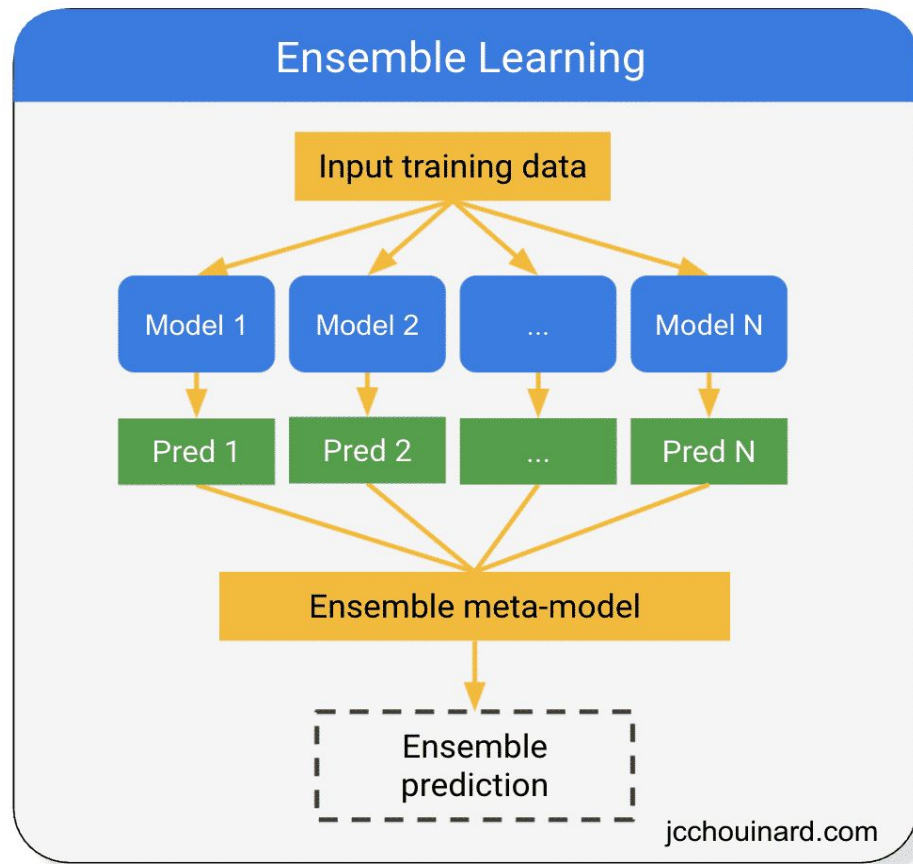 Ensemble Learning
Input training data
Model 1
Model 2
...
Model N
Pred 1
Pred 2
...
Pred N
Ensemble meta-model
Ensemble
prediction
jcchouinard.com